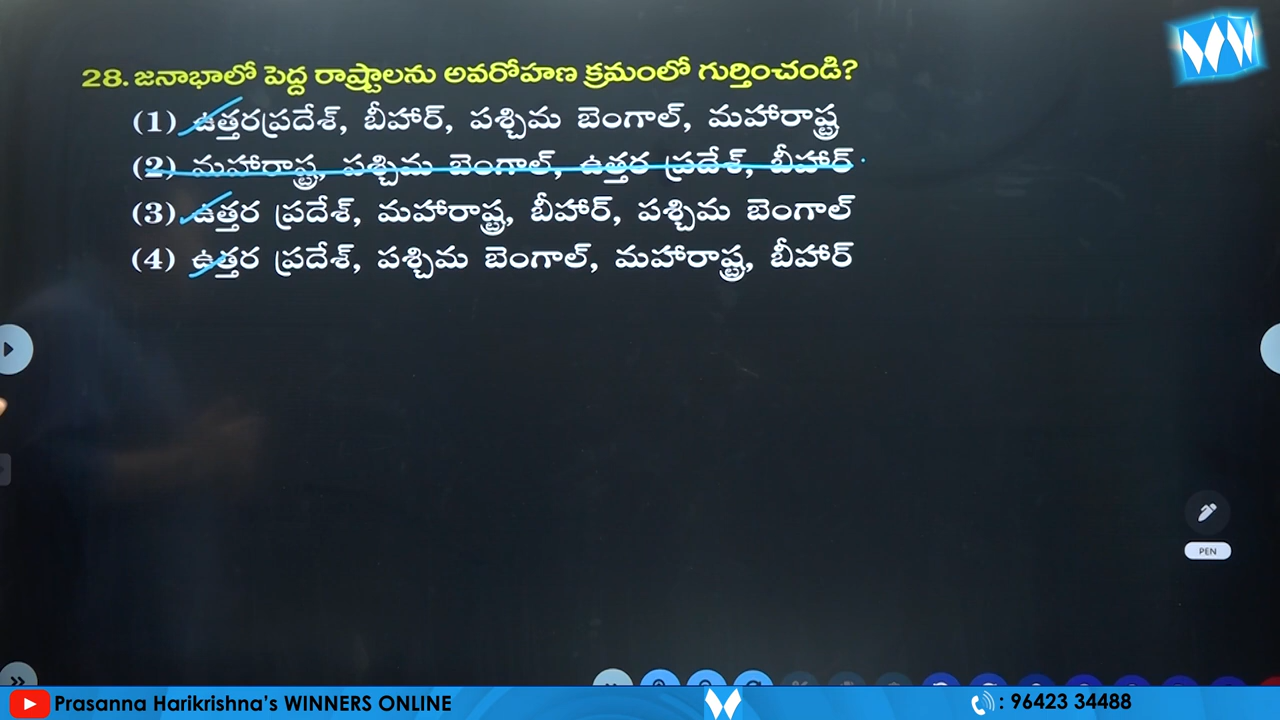 28. జనాభాలో పెద్ద రాష్ట్రాలను అవరోహణ క్రమంలో గుర్తించండి?
(1) ఉత్తరప్రదేశ్, బీహార్, పశ్చిమ బెంగాల్, మహారాష్ట్ర
(2) మహారాష్ట్ర, పశ్చిమ బెంగాల్, ఉత్తర ప్రదేశ్, బీహార్
(3) ఉత్తర ప్రదేశ్, మహారాష్ట్ర, బీహార్, పశ్చిమ బెంగాల్
(4) ఉత్తర ప్రదేశ్, పశ్చిమ బెంగాల్, మహారాష్ట్ర, బీహార్
PEN
Prasanna Harikrishna's WINNERS ONLINE
: 96423 34488